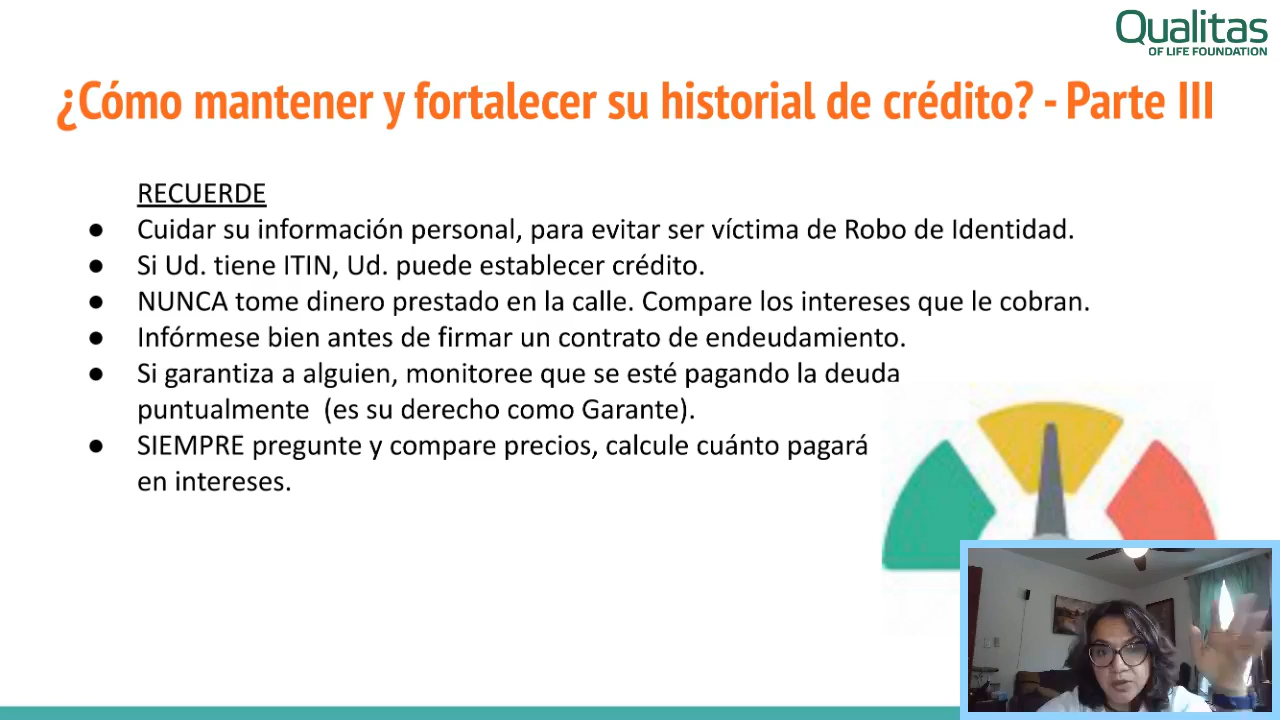 Qualitas
OF LIFE FOUNDATION
¿Cómo mantener y fortalecer su historial de crédito? - Parte III
RECUERDE
● Cuidar su información personal, para evitar ser víctima de Robo de Identidad.
● Si Ud. tiene ITIN, Ud. puede establecer crédito.
● NUNCA tome dinero prestado en la calle. Compare los intereses que le cobran.
● Infórmese bien antes de firmar un contrato de endeudamiento.
● Si garantiza a alguien, monitoree que se esté pagando la deuda
puntualmente  (es su derecho como Garante).
● SIEMPRE pregunte y compare precios, calcule cuánto pagará
en intereses.